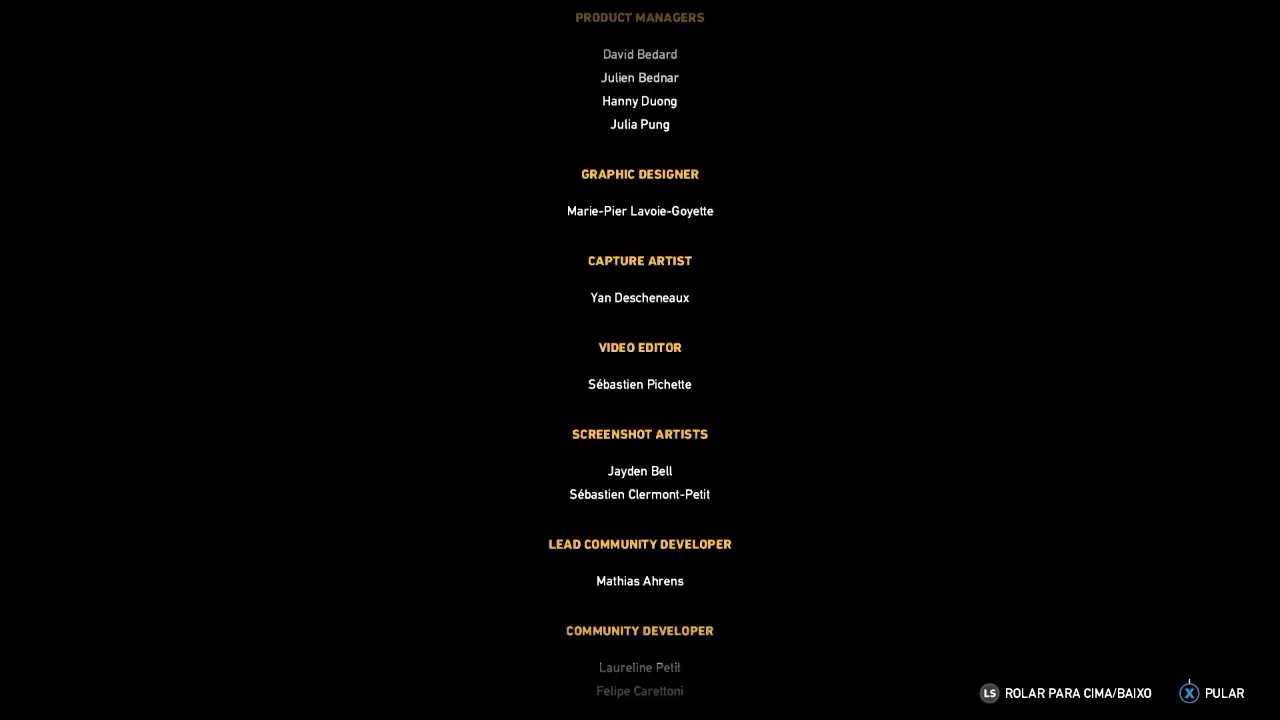 PRODUCT MANAGERS
David Bedard
Julien Bednar
Hanny Duong
Julia Pung
GRAPHIC DESIGNER
Marie-Pier Lavoie-Goyette
CAPTURE ARTIST
Yan Descheneaux
VIDEO EDITOR
Sébastien Pichette
SCREENSHOT ARTISTS
Jayden Bell
Sébastien Clermont-Petit
LEAD COMMUNITY DEVELOPER
Mathias Ahrens
COMMUNITY DEVELOPER
Laureline Petit
Felipe Carettoni
LS ROLAR PARA CIMA/BAIXO X PULAR